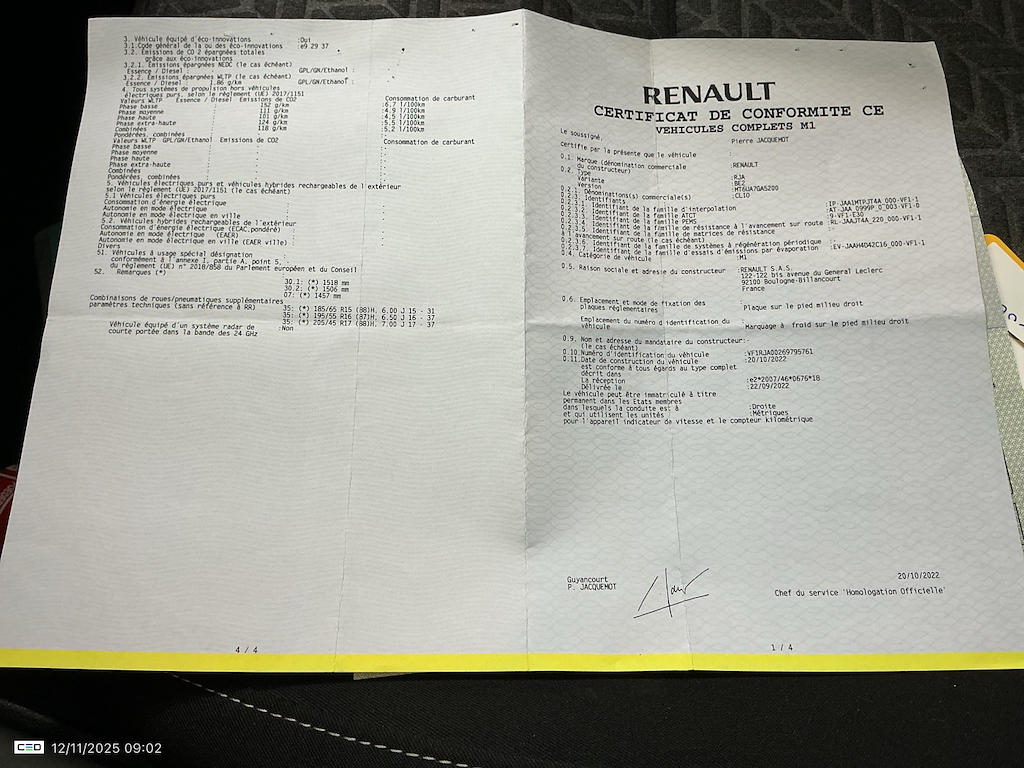 3. Véhicule équipé d'éco-innovations :Oui
3.1.Code général de la ou des éco-innovations :e9 29 37
3.2. Emissions de CO 2 épargnées totales
grâce aux éco-innovations
3.2.1. Emissions épargnées NEDC (le cas échéant)
Essence / Diesel : GPL/GN/Ethanol :
3.2.2. Emissions épargnées WLTP (le cas échéant)
Essence / Diesel : 1.86 g/km GPL/GN/Ethanol :
4. Tous systèmes de propulsion hors véhicules
électriques purs, selon le règlement (UE) 2017/1151
Valeurs WLTP Essence / Diesel Emissions de CO2 Consommation de carburant
Phase basse : 152 g/km :6,7 l/100km
Phase moyenne : 111 g/km :4,9 l/100km
Phase haute : 101 g/km :4,5 l/100km
Phase extra-haute : 124 g/km :5,5 l/100km
Combinées : 118 g/km :5,2 l/100km
Pondérées, combinées : :
Valeurs WLTP GPL/GN/Ethanol Emissions de CO2 Consommation de carburant
Phase basse : :
Phase moyenne : :
Phase haute : :
Phase extra-haute : :
Combinées : :
Pondérées, combinées : :
5. Véhicules électriques purs et véhicules hybrides rechargeables de l'extérieur
selon le règlement (UE) 2017/1151 (le cas échéant)
5.1 Véhicules électriques purs
Consommation d'énergie électrique :
Autonomie en mode électrique :
Autonomie en mode électrique en ville :
5.2. Véhicules hybrides rechargeables de l'extérieur
Consommation d'énergie électrique (ECAC,pondéré) :
Autonomie en mode électrique (EAER) :
Autonomie en mode électrique en ville (EAER ville) :
Divers
51. Véhicules à usage spécial désignation :
conformément à l'annexe I, partie A, point 5,
du règlement (UE) n° 2018/858 du Parlement européen et du Conseil
52. Remarques (*)
30.1: (*) 1518 mm
30.2: (*) 1506 mm
07: (*) 1457 mm
Combinaisons de roues/pneumatiques supplémentaires
paramètres techniques (sans référence à RR)
35: (*) 185/65 R15 (88)H, 6.00 J 15 - 31
35: (*) 195/55 R16 (87)H, 6.50 J 16 - 37
35: (*) 205/45 R17 (88)H, 7.00 J 17 - 37
Véhicule équipé d'un système radar de :Non
courte portée dans la bande des 24 GHz
4 / 4
RENAULT
CERTIFICAT DE CONFORMITE CE
VEHICULES COMPLETS M1
Le soussigné, Pierre JACQUEMOT
certifie par la présente que le véhicule :
0.1. Marque (dénomination commerciale :RENAULT
du constructeur)
0.2. Type :RJA
Variante :BE2
Version :MT6UA7GA5200
0.2.1. Dénominations(s) commerciale(s) :CLIO
0.2.3. Identifiants
0.2.3.1. Identifiant de la famille d'interpolation :IP-JAA1MTPJT4A_000-VF1-1
0.2.3.2. Identifiant de la famille ATCT :AT-JAA_0999P_0_003-VF1-0
0.2.3.3. Identifiant de la famille PEMS :9-VF1-E30
0.2.3.4. Identifiant de la famille de résistance à l'avancement sur route :RL-JAAJT4A_220_000-VF1-1
0.2.3.5. Identifiant de la famille de matrices de résistance :-
à l'avancement sur route (le cas échéant)
0.2.3.6. Identifiant de la famille de systèmes à régénération périodique :-
0.2.3.7. Identifiant de la famille d'essais d'émissions par évaporation :EV-JAAH4D42C16_000-VF1-1
0.4. Catégorie de véhicule :M1
0.5. Raison sociale et adresse du constructeur :RENAULT S.A.S.
122-122 bis avenue du General Leclerc
92100 Boulogne-Billancourt
France
0.6. Emplacement et mode de fixation des :Plaque sur le pied milieu droit
plaques réglementaires
Emplacement du numéro d'identification du :Marquage à froid sur le pied milieu droit
véhicule
0.9. Nom et adresse du mandataire du constructeur:-
(le cas échéant)
0.10.Numéro d'identification du véhicule :VF1RJA00269795761
0.11.Date de construction du véhicule :20/10/2022
est conforme à tous égards au type complet
décrit dans
La réception :e2*2007/46*0676*18
Délivrée le :22/09/2022
Le véhicule peut être immatriculé à titre
permanent dans les Etats membres
dans lesquels la conduite est à :Droite
et qui utilisent les unités :Métriques
pour l'appareil indicateur de vitesse et le compteur kilométrique
Guyancourt 20/10/2022
P. JACQUEMOT Chef du service 'Homologation Officielle'
1 / 4
CEO 12/11/2025 09:02